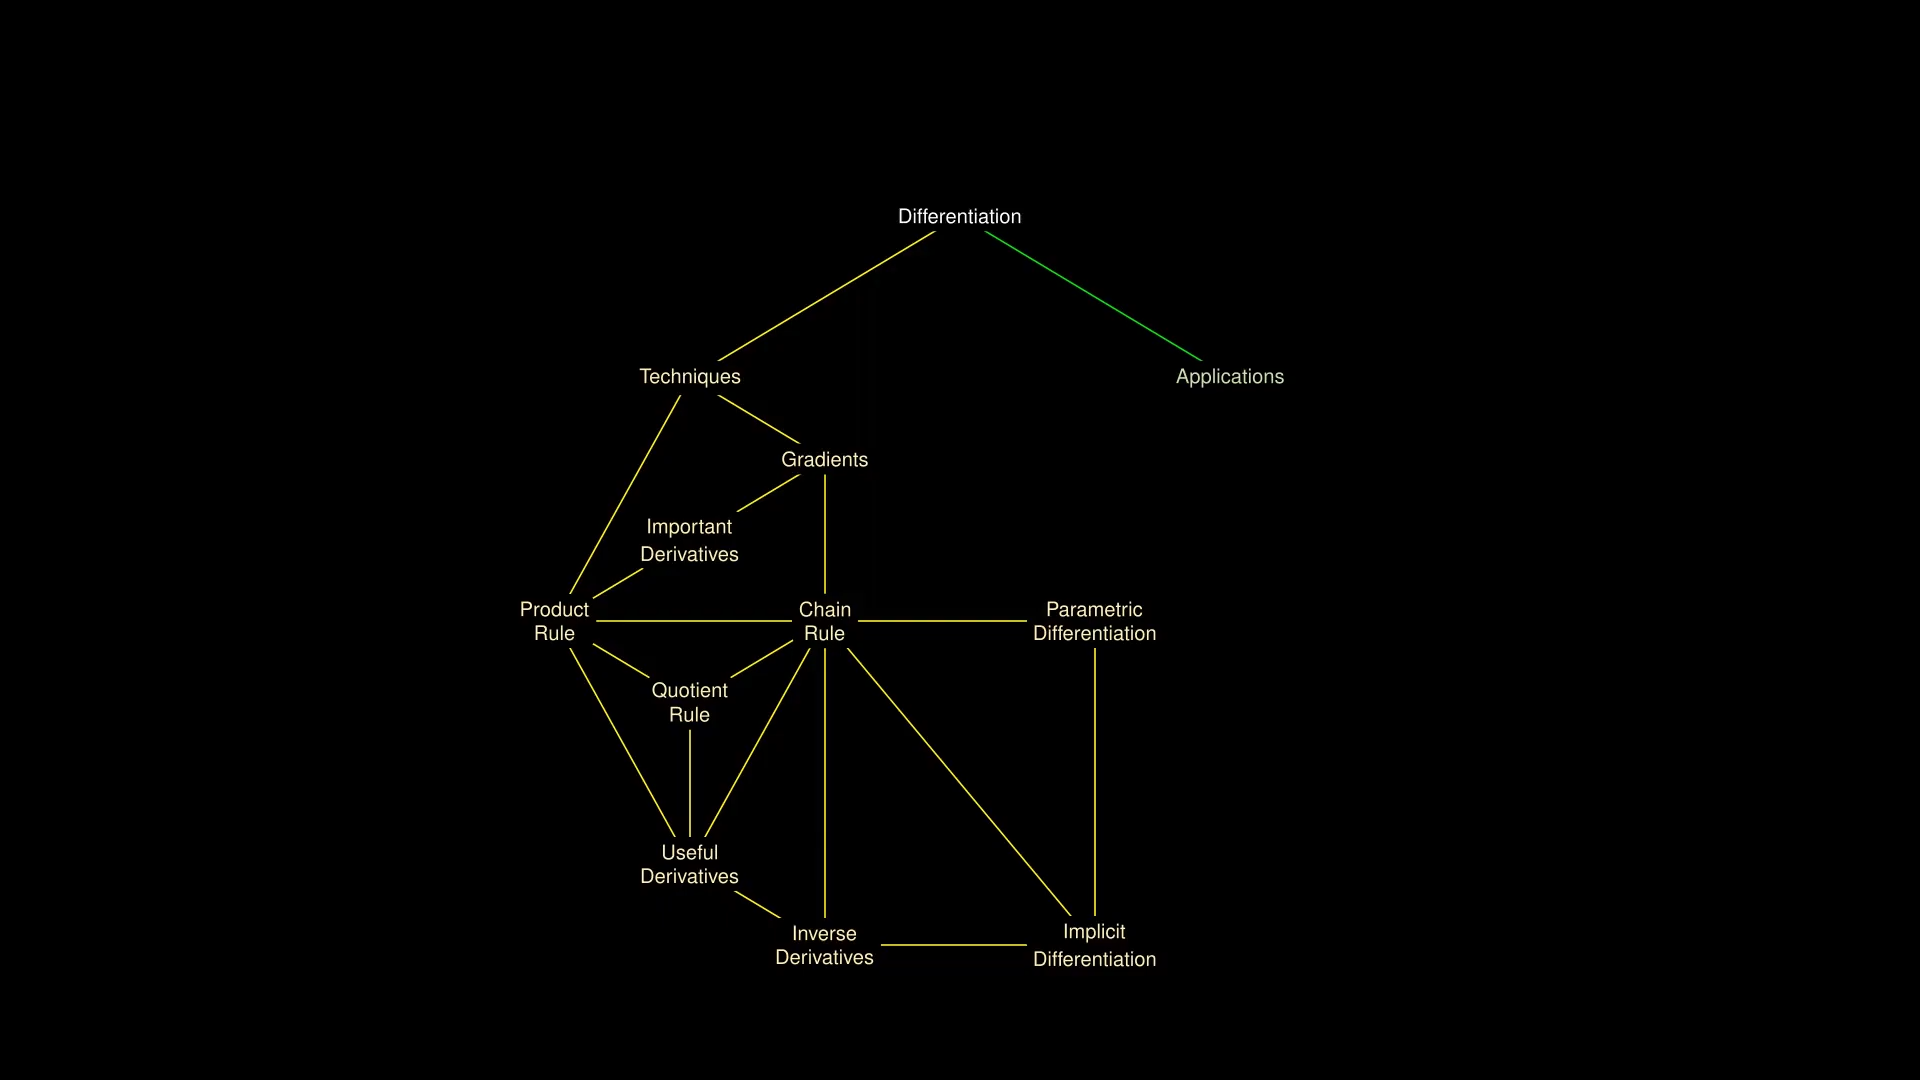 Differentiation
Techniques
Applications
Gradients
Important
Derivatives
Product
Rule
Chain
Rule
Parametric
Differentiation
Quotient
Rule
Useful
Derivatives
Inverse
Derivatives
Implicit
Differentiation